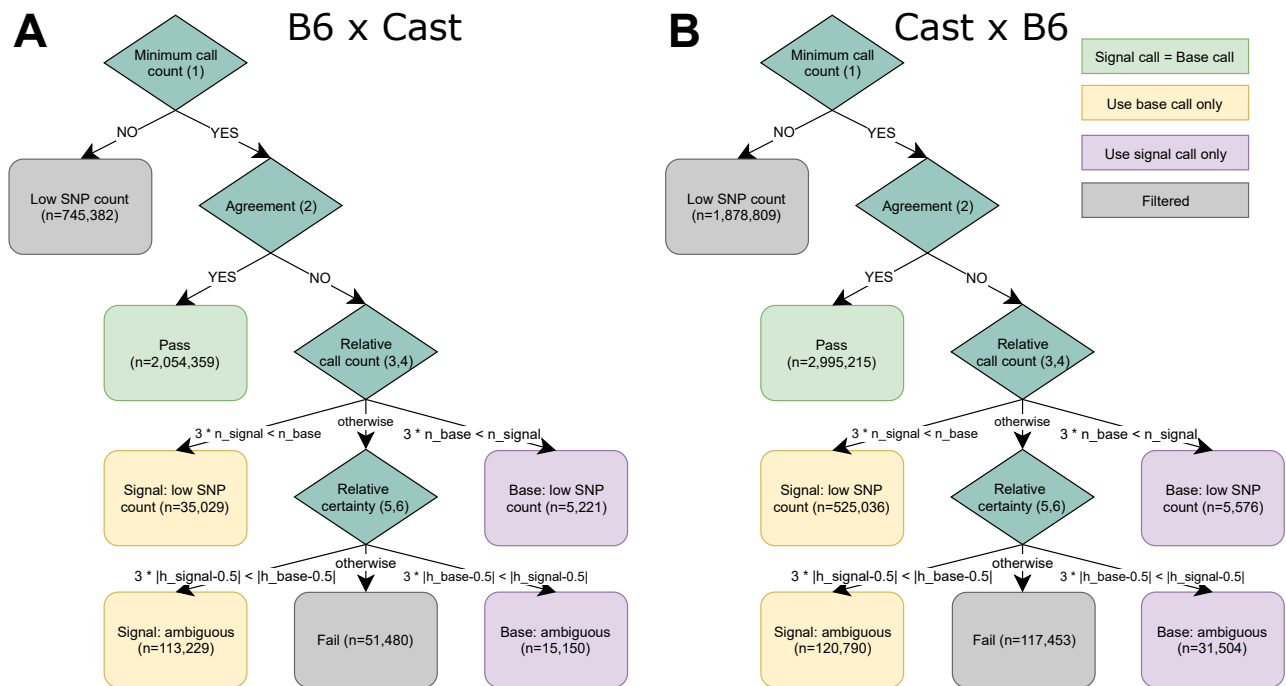 A
B6 x Cast
Minimum call
count (1)
NO
YES
Low SNP count
(n=745,382)
Agreement (2)
YES
NO
Pass
(n=2,054,359)
Relative
call count (3,4)
3 * n_signal < n_base
otherwise
3 * n_base < n_signal
Signal: low SNP
count (n=35,029)
Relative
certainty (5,6)
Base: low SNP
count (n=5,221)
3 * |h_signal-0.5| < |h_base-0.5|
otherwise
3 * |h_base-0.5| < |h_signal-0.5|
Signal: ambiguous
(n=113,229)
Fail (n=51,480)
Base: ambiguous
(n=15,150)
B
Cast x B6
Minimum call
count (1)
NO
YES
Low SNP count
(n=1,878,809)
Agreement (2)
YES
NO
Pass
(n=2,995,215)
Relative
call count (3,4)
3 * n_signal < n_base
otherwise
3 * n_base < n_signal
Signal: low SNP
count (n=525,036)
Relative
certainty (5,6)
Base: low SNP
count (n=5,576)
3 * |h_signal-0.5| < |h_base-0.5|
otherwise
3 * |h_base-0.5| < |h_signal-0.5|
Signal: ambiguous
(n=120,790)
Fail (n=117,453)
Base: ambiguous
(n=31,504)
Signal call = Base call
Use base call only
Use signal call only
Filtered